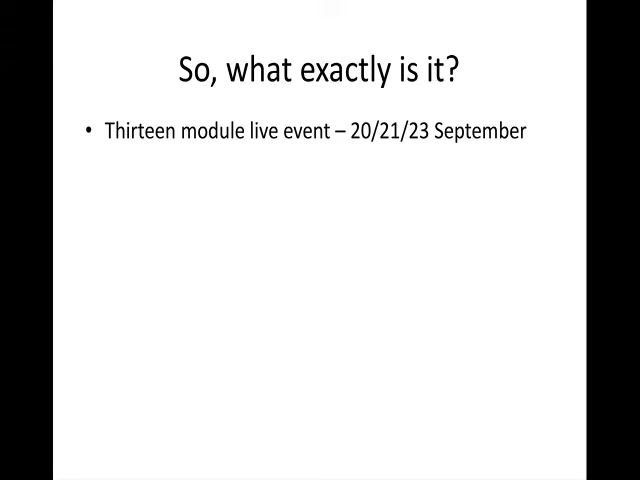 So, what exactly is it?
• Thirteen module live event – 20/21/23 September